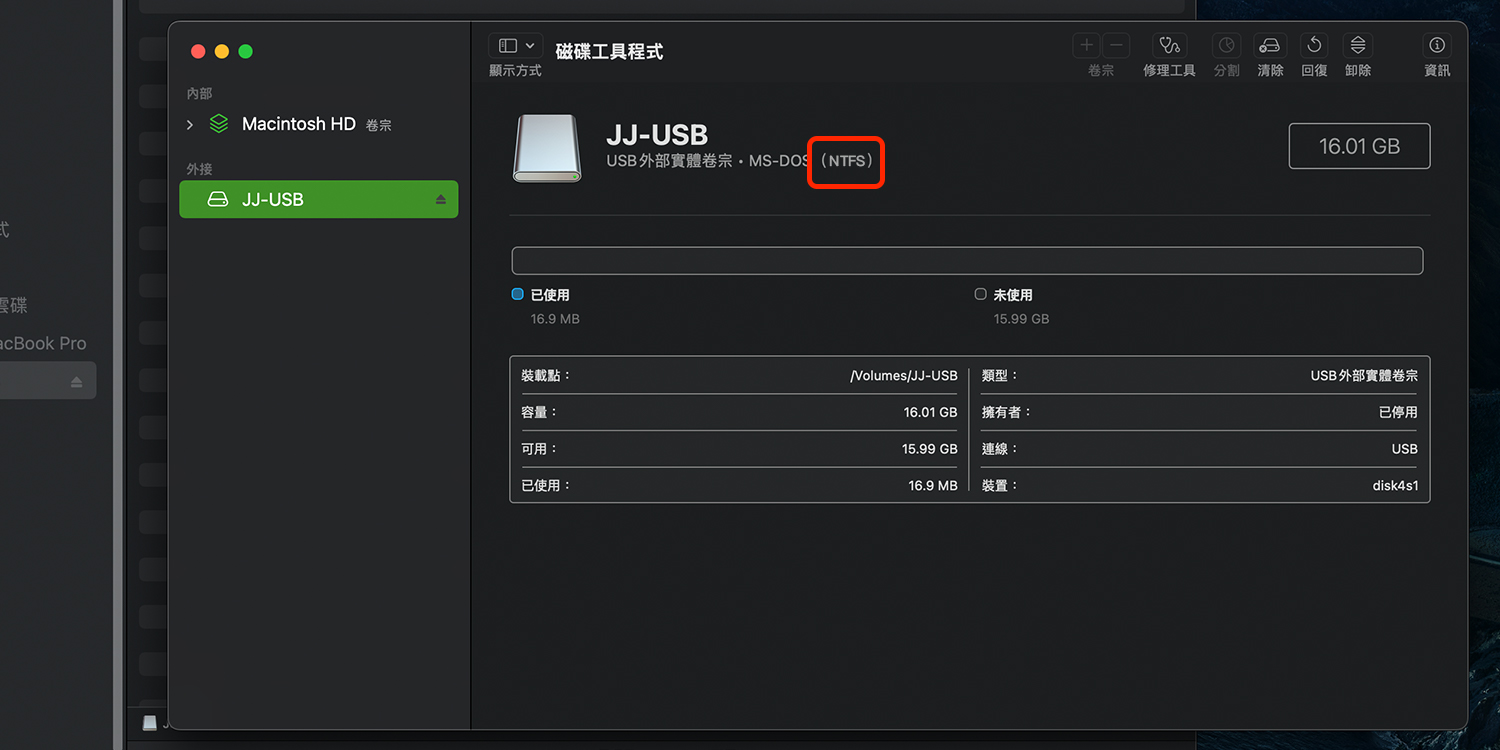 式
雲碟
acBook Pro
內部
Macintosh HD 卷宗
外接
JJ-USB
磁碟工具程式
顯示方式
卷宗
修理工具
分割
清除
回復
卸除
資訊
JJ-USB
USB外部實體卷宗 • MS-DOS（NTFS）
16.01 GB
已使用
16.9 MB
未使用
15.99 GB
裝載點： /Volumes/JJ-USB
容量： 16.01 GB
可用： 15.99 GB
已使用： 16.9 MB
類型： USB外部實體卷宗
擁有者： 已停用
連線： USB
裝置： disk4s1
J